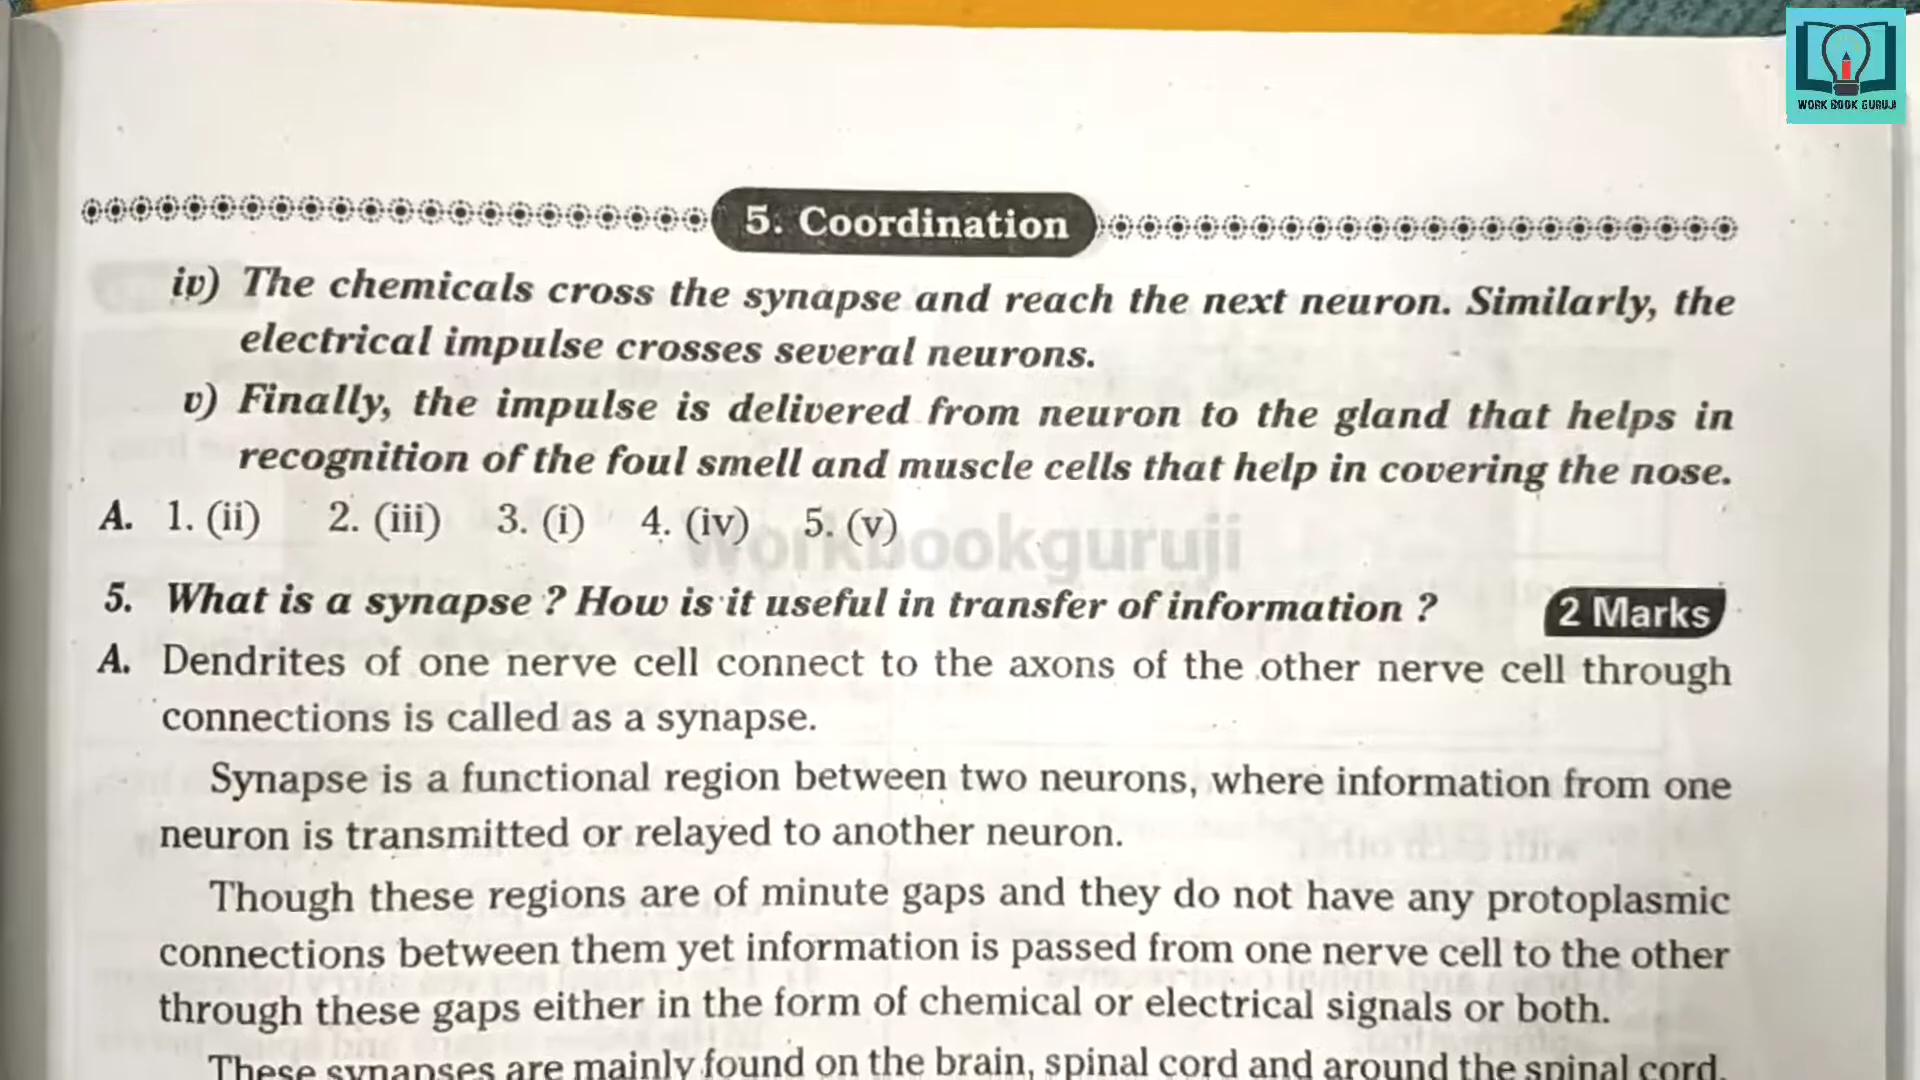 WORK BOOK GURUJI
5. Coordination
iv) The chemicals cross the synapse and reach the next neuron. Similarly, the
electrical impulse crosses several neurons.
v) Finally, the impulse is delivered from neuron to the gland that helps in
recognition of the foul smell and muscle cells that help in covering the nose.
A. 1. (ii) 2. (iii) 3. (i) 4. (iv) 5. (v)
Workbookguruji
5. What is a synapse ? How is it useful in transfer of information ? 2 Marks
A. Dendrites of one nerve cell connect to the axons of the other nerve cell through
connections is called as a synapse.
Synapse is a functional region between two neurons, where information from one
neuron is transmitted or relayed to another neuron.
Though these regions are of minute gaps and they do not have any protoplasmic
connections between them yet information is passed from one nerve cell to the other
through these gaps either in the form of chemical or electrical signals or both.
These synapses are mainly found on the brain, spinal cord and around the spinal cord.